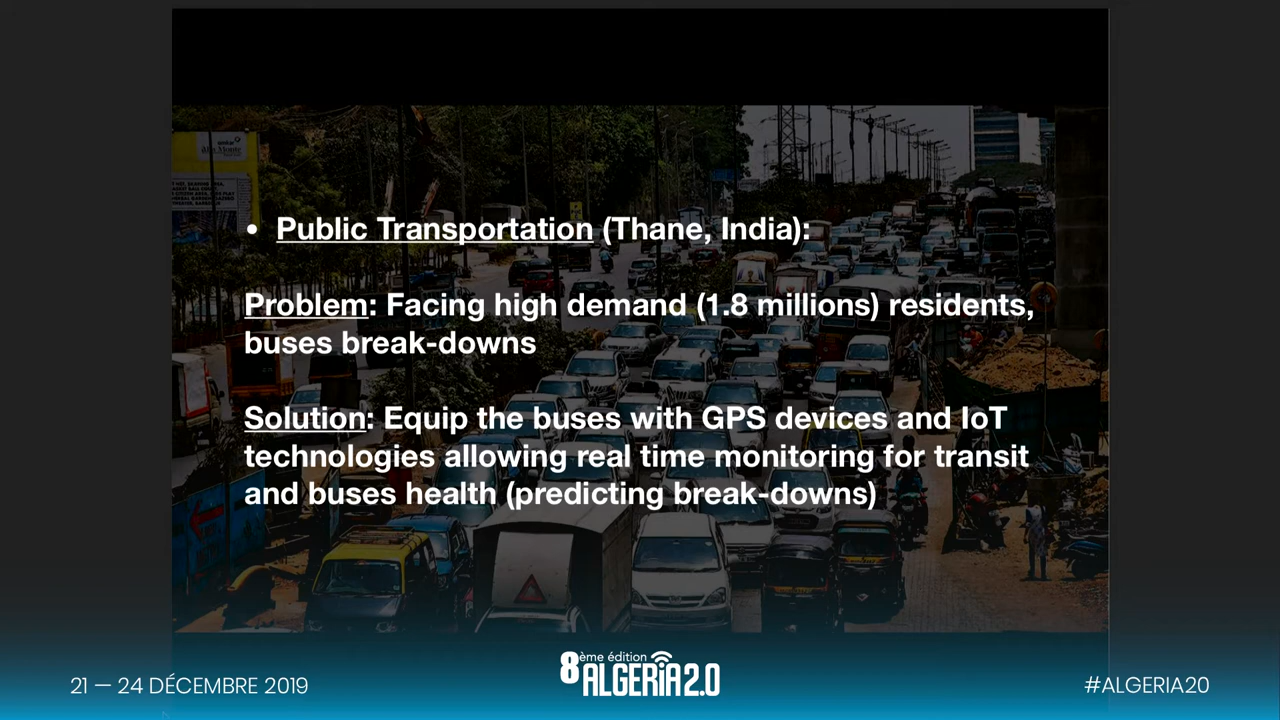 • Public Transportation (Thane, India):
Problem: Facing high demand (1.8 millions) residents,
buses break-downs
Solution: Equip the buses with GPS devices and IoT
technologies allowing real time monitoring for transit
and buses health (predicting break-downs)
21 — 24 DÉCEMBRE 2019
8ème édition
ALGERIA2.0
#ALGERIA20